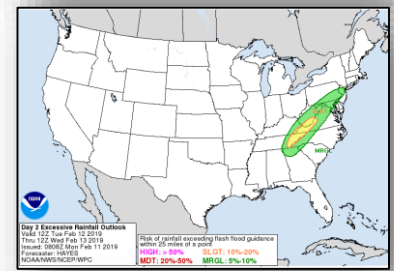 SLGT
MRGL
NOAA
Day 2 Excessive Rainfall Outlook
Valid 12Z Tue Feb 12 2019
Thru 12Z Wed Feb 13 2019
Issued: 0808Z Mon Feb 11 2019
Forecaster: HAYES
NOAA/NWS/NCEP/WPC
Risk of rainfall exceeding flash flood guidance
within 25 miles of a point
HIGH: > 50% SLGT: 10%-20%
MDT: 20%-50% MRGL: 5%-10%